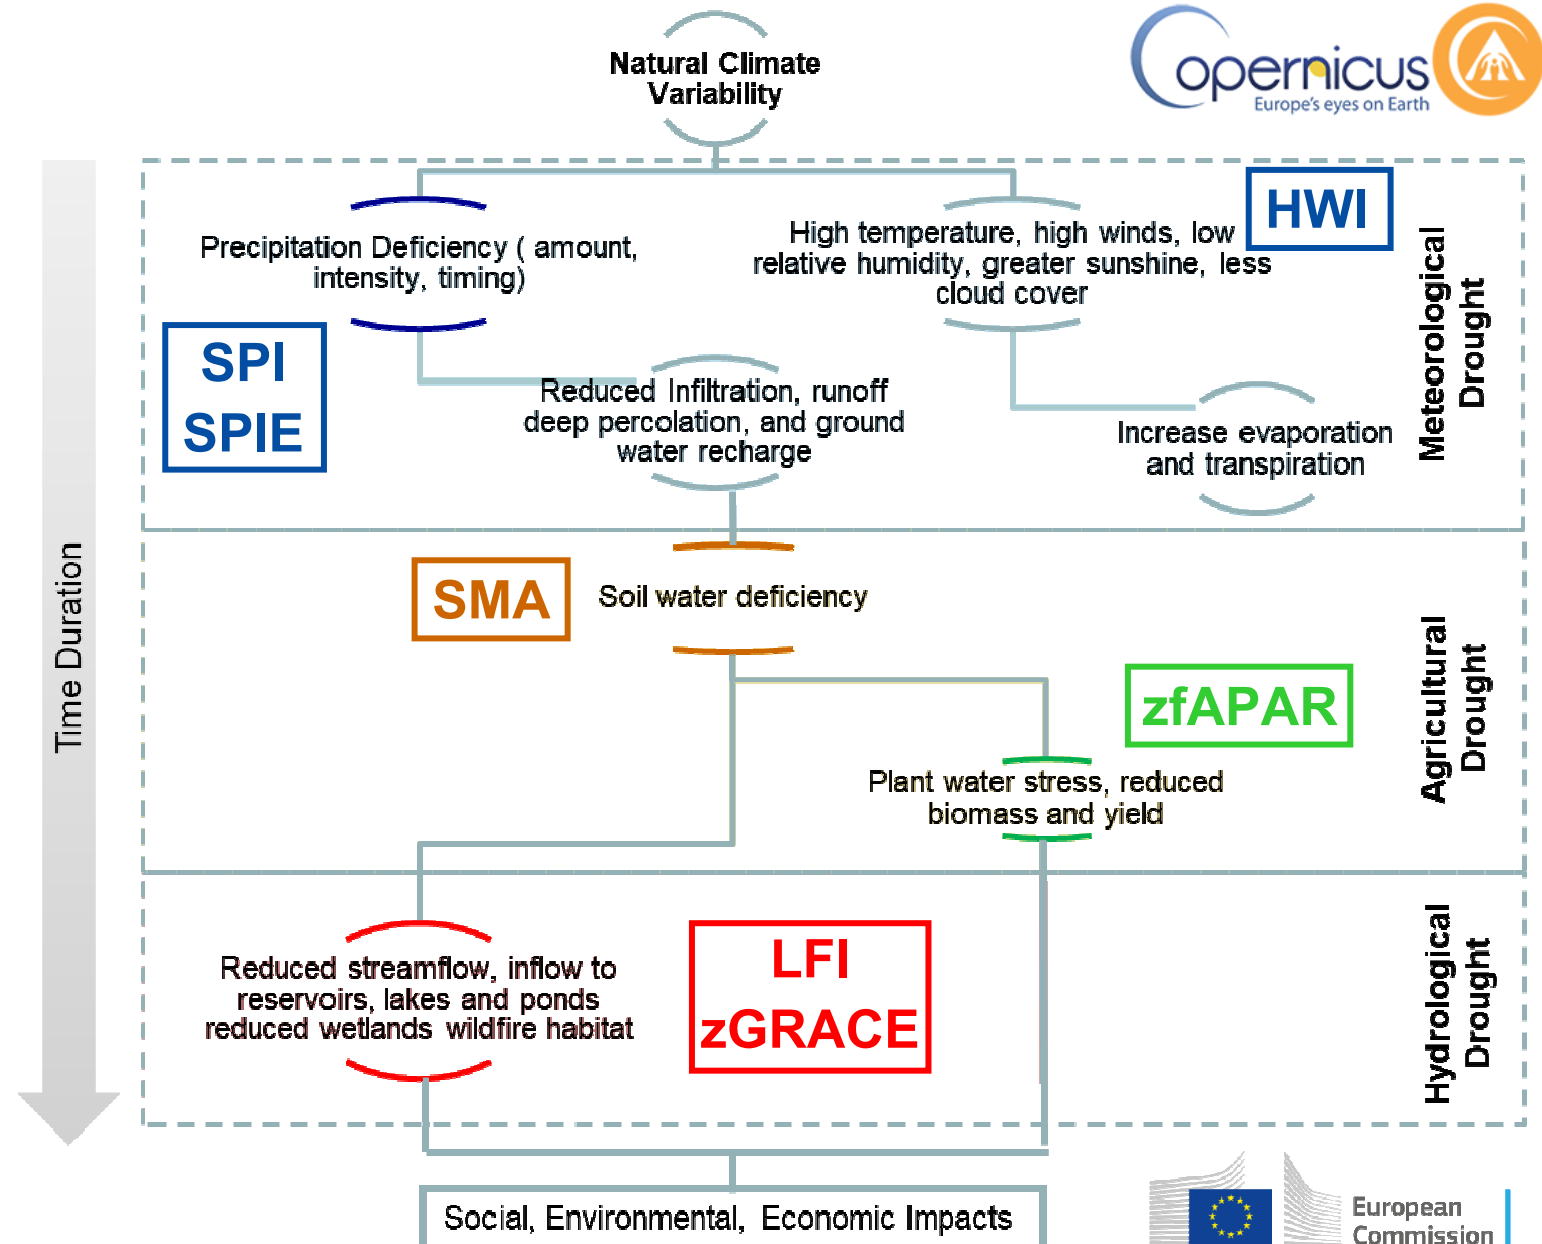 Natural Climate
Variability
opernicus
Europe's eyes on Earth
HWI
Precipitation Deficiency ( amount,
intensity, timing)
High temperature, high winds, low
relative humidity, greater sunshine, less
cloud cover
Meteorological
Drought
SPI
SPIE
Reduced Infiltration, runoff
deep percolation, and ground
water recharge
Increase evaporation
and transpiration
Time Duration
SMA
Soil water deficiency
zfAPAR
Agricultural
Drought
Plant water stress, reduced
biomass and yield
Reduced streamflow, inflow to
reservoirs, lakes and ponds
reduced wetlands wildfire habitat
LFI
zGRACE
Hydrological
Drought
Social, Environmental, Economic Impacts
European
Commission